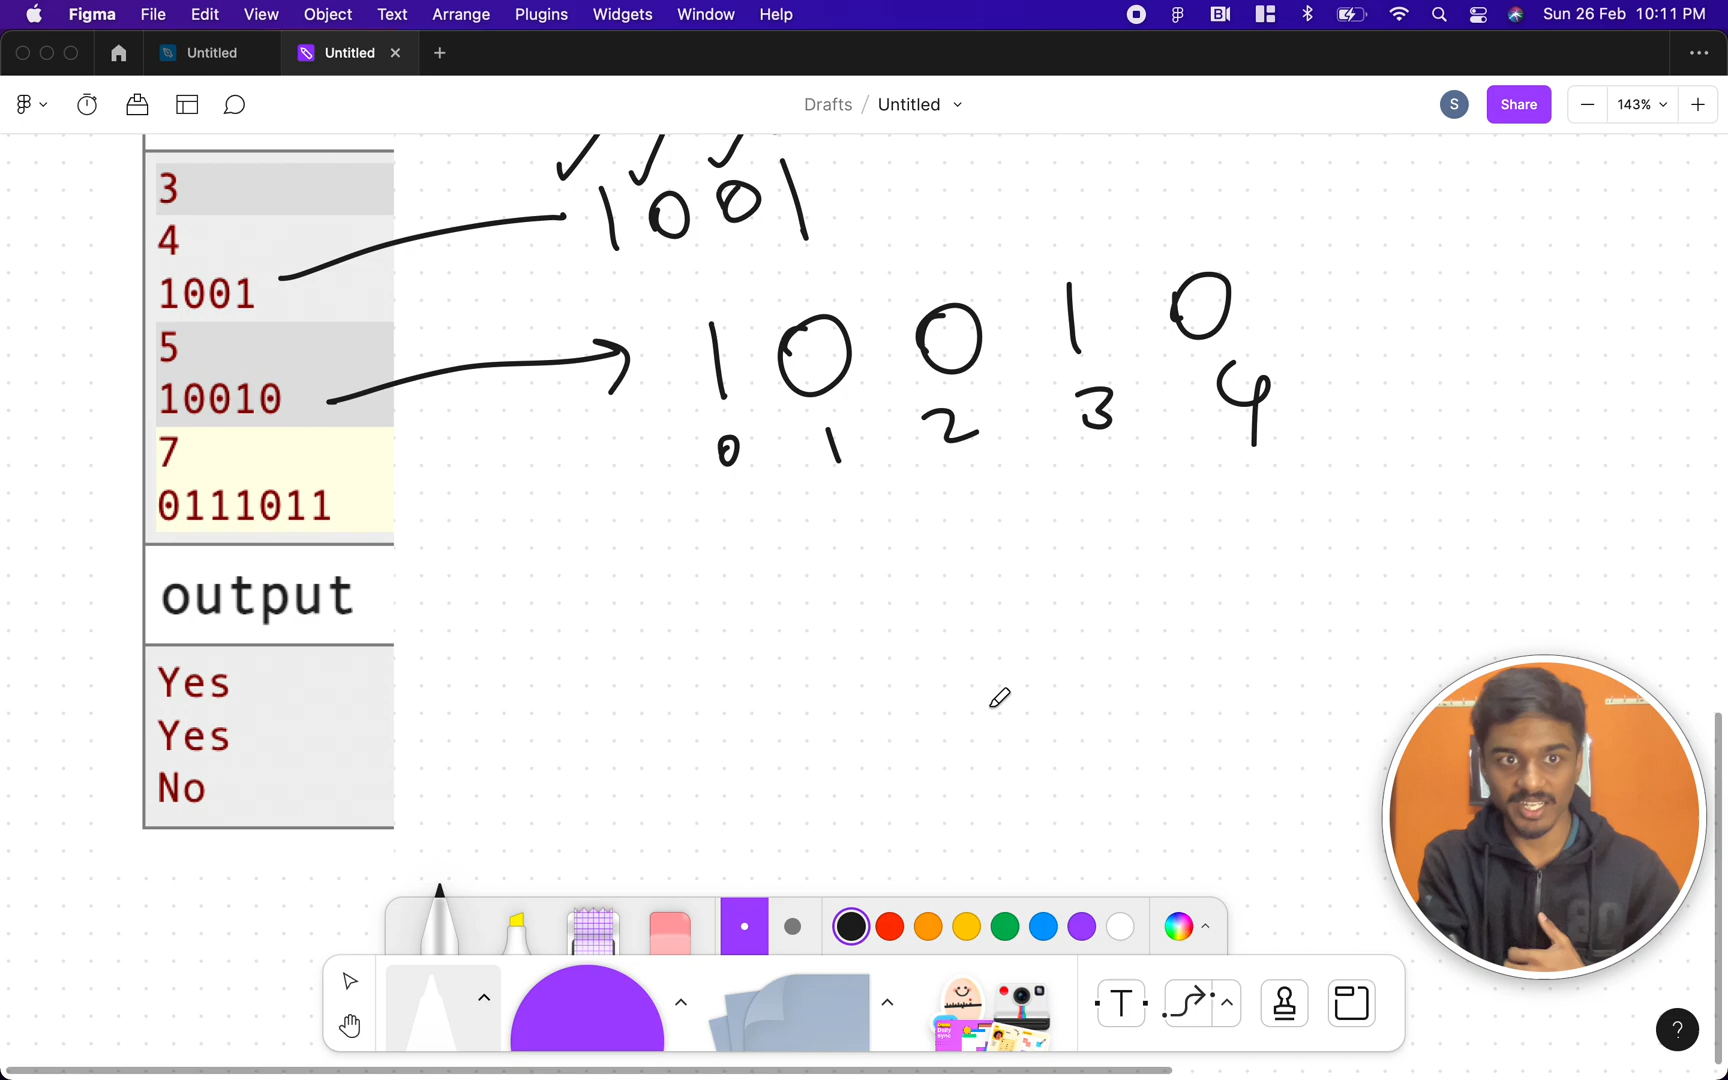 Figma File Edit View Object Text Arrange Plugins Widgets Window Help Sun 26 Feb 10:11 PM
Untitled Untitled
Drafts / Untitled S Share 143%
3
4
1001
5
10010
7
0111011
output
Yes
Yes
No
1001
10010
0 1 2 3 4
T
?